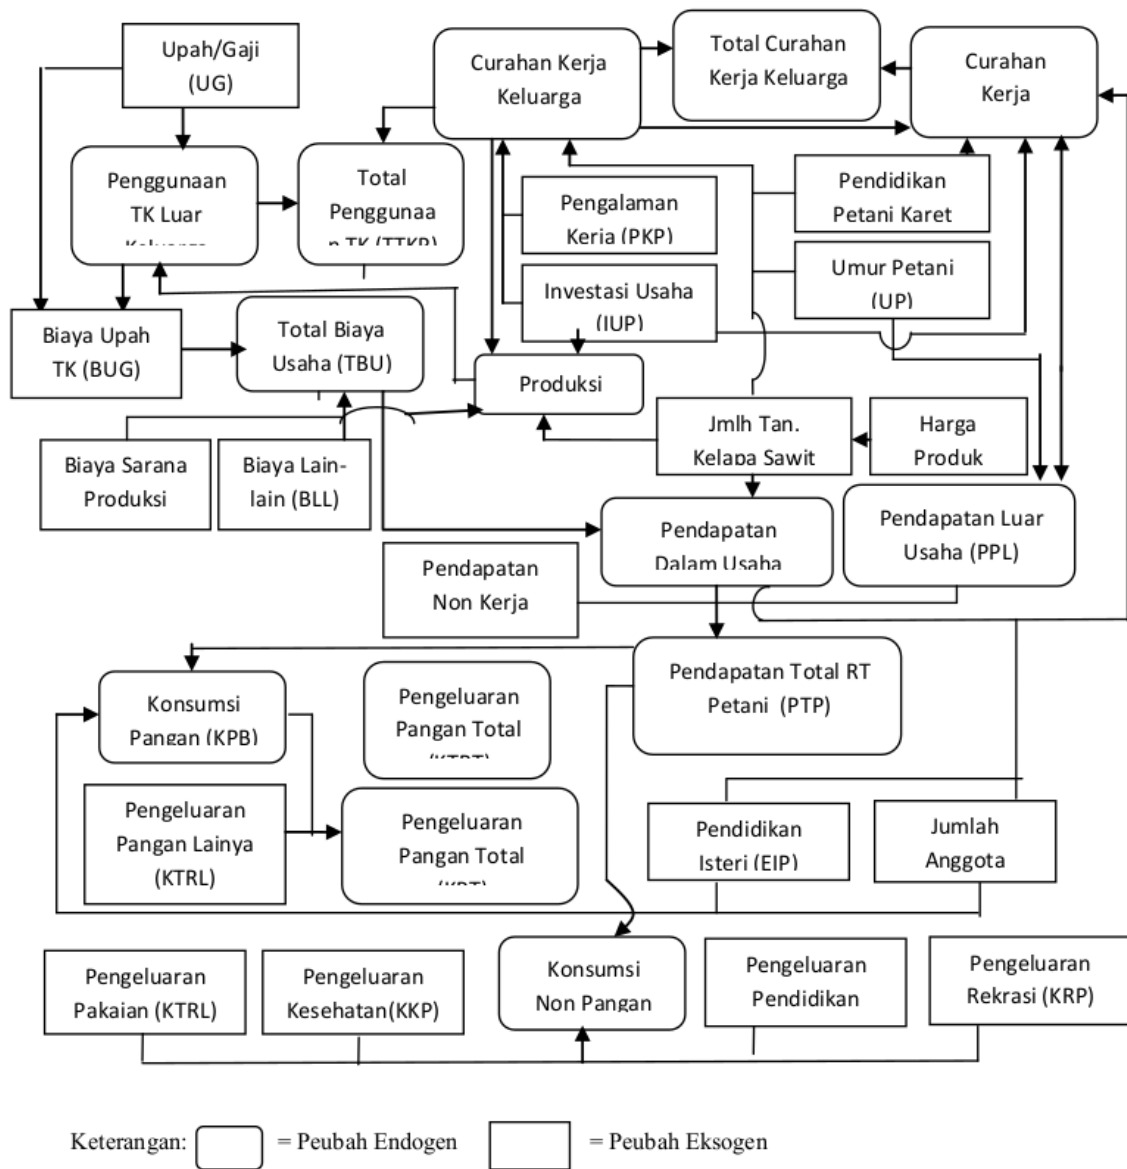 Upah/Gaji
(UG)
Curahan Kerja
Keluarga
Total Curahan
Kerja Keluarga
Curahan
Kerja
Penggunaan
TK Luar
Keluarga
Total
Penggunaa
n TK (TTKP)
Pengalaman
Kerja (PKP)
Pendidikan
Petani Karet
Investasi Usaha
(IUP)
Umur Petani
(UP)
Biaya Upah
TK (BUG)
Total Biaya
Usaha (TBU)
Produksi
Jmlh Tan.
Kelapa Sawit
Harga
Produk
Biaya Sarana
Produksi
Biaya Lain-
lain (BLL)
Pendapatan
Dalam Usaha
Pendapatan Luar
Usaha (PPL)
Pendapatan
Non Kerja
Konsumsi
Pangan (KPB)
Pengeluaran
Pangan Total
(KTRT)
Pendapatan Total RT
Petani (PTP)
Pengeluaran
Pangan Lainya
(KTRL)
Pengeluaran
Pangan Total
(KPT)
Pendidikan
Isteri (EIP)
Jumlah
Anggota
Pengeluaran
Pakaian (KTRL)
Pengeluaran
Kesehatan(KKP)
Konsumsi
Non Pangan
Pengeluaran
Pendidikan
Pengeluaran
Rekrasi (KRP)
Keterangan: = Peubah Endogen = Peubah Eksogen